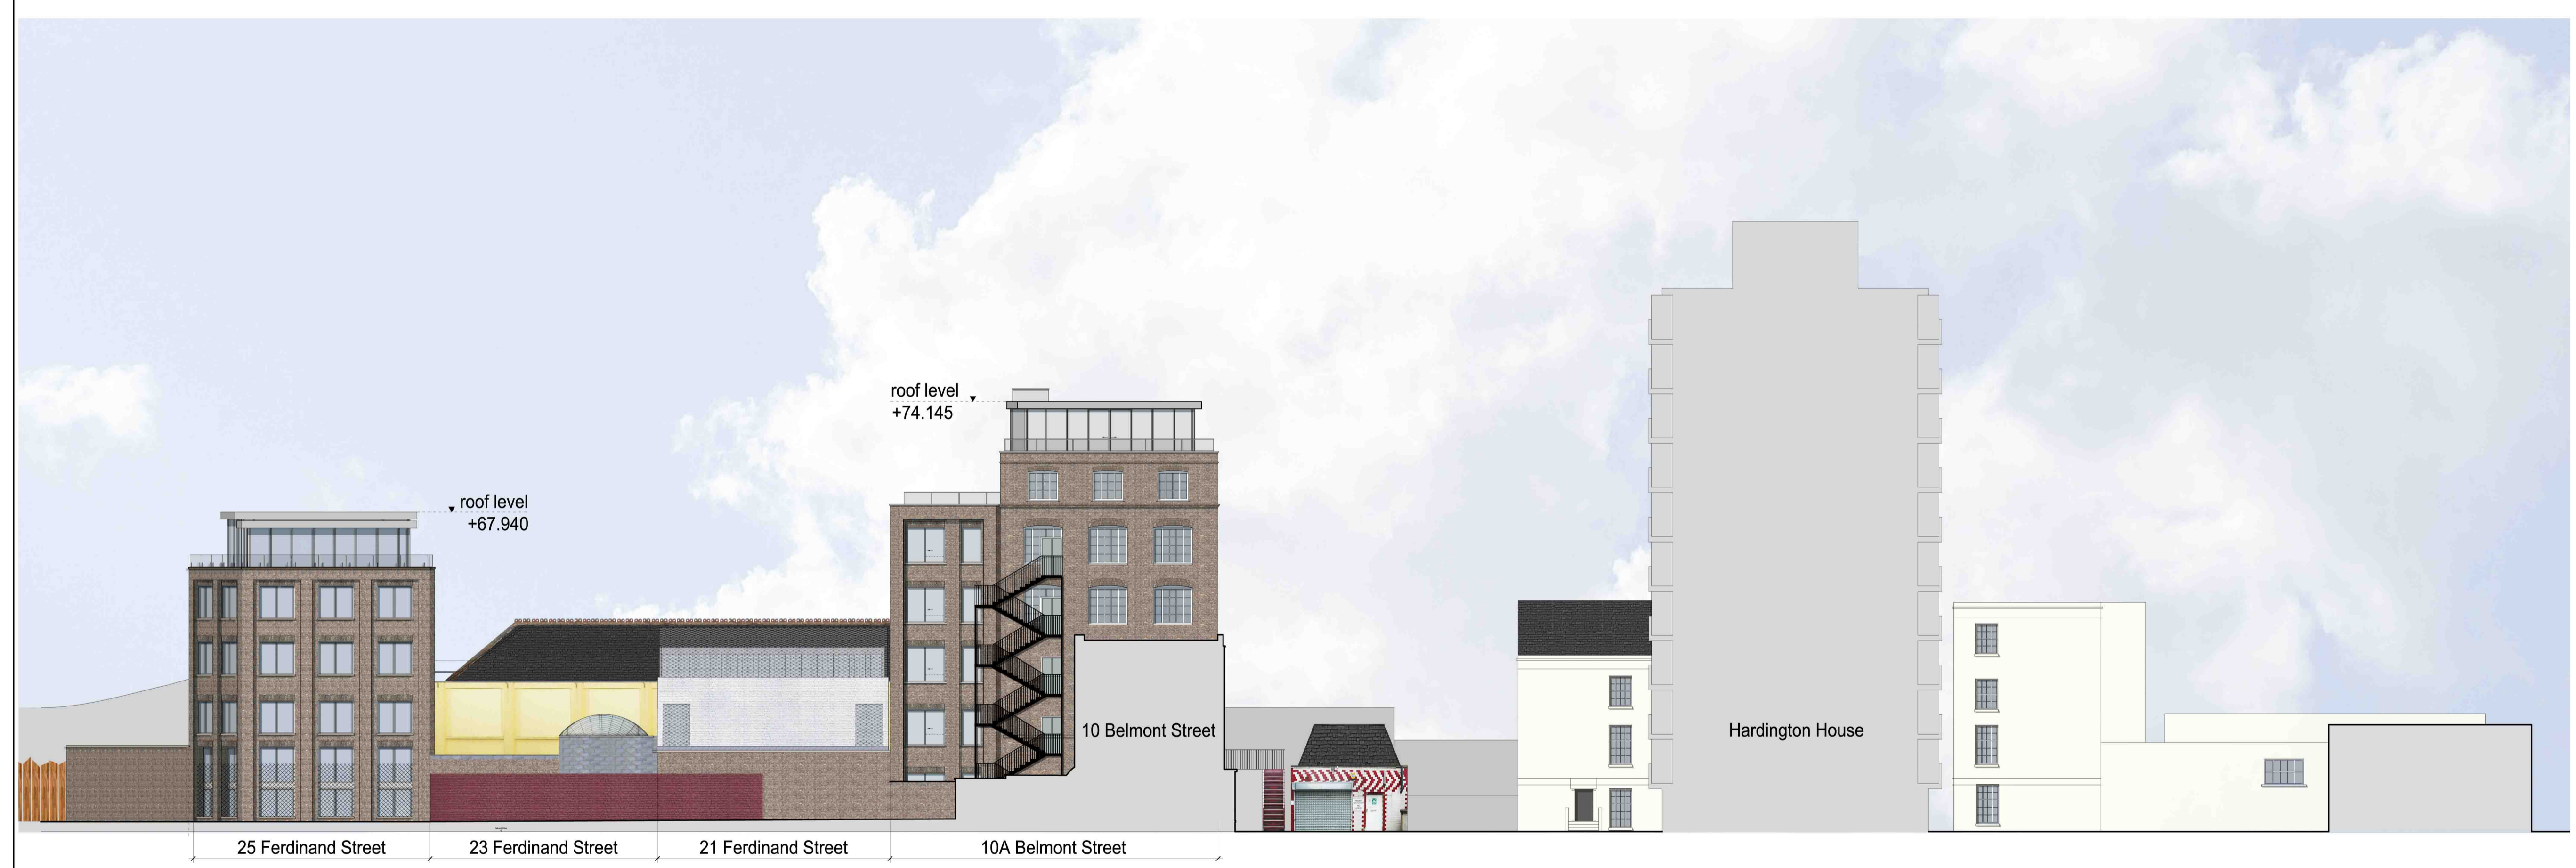 roof level
+74.145
roof level
+67.940
10 Belmont Street
Hardington House
25 Ferdinand Street
23 Ferdinand Street
21 Ferdinand Street
10A Belmont Street